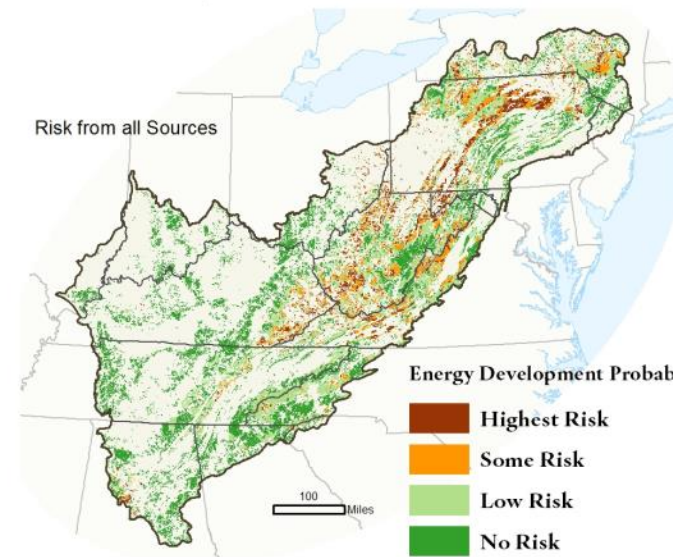 Risk from all Sources
Energy Development Probab
Highest Risk
Some Risk
Low Risk
No Risk
100
Miles